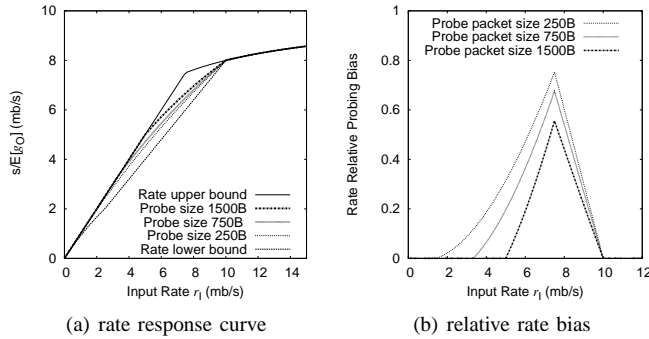 10
8
6
4
2
0
s/E[gO] (mb/s)
Rate upper bound
Probe size 1500B
Probe size 750B
Probe size 250B
Rate lower bound
0 2 4 6 8 10 12 14
Input Rate rI (mb/s)
(a) rate response curve
Probe packet size 250B
Probe packet size 750B
Probe packet size 1500B
1
0.8
0.6
0.4
0.2
0
Rate Relative Probing Bias
0 2 4 6 8 10 12
Input Rate rI (mb/s)
(b) relative rate bias